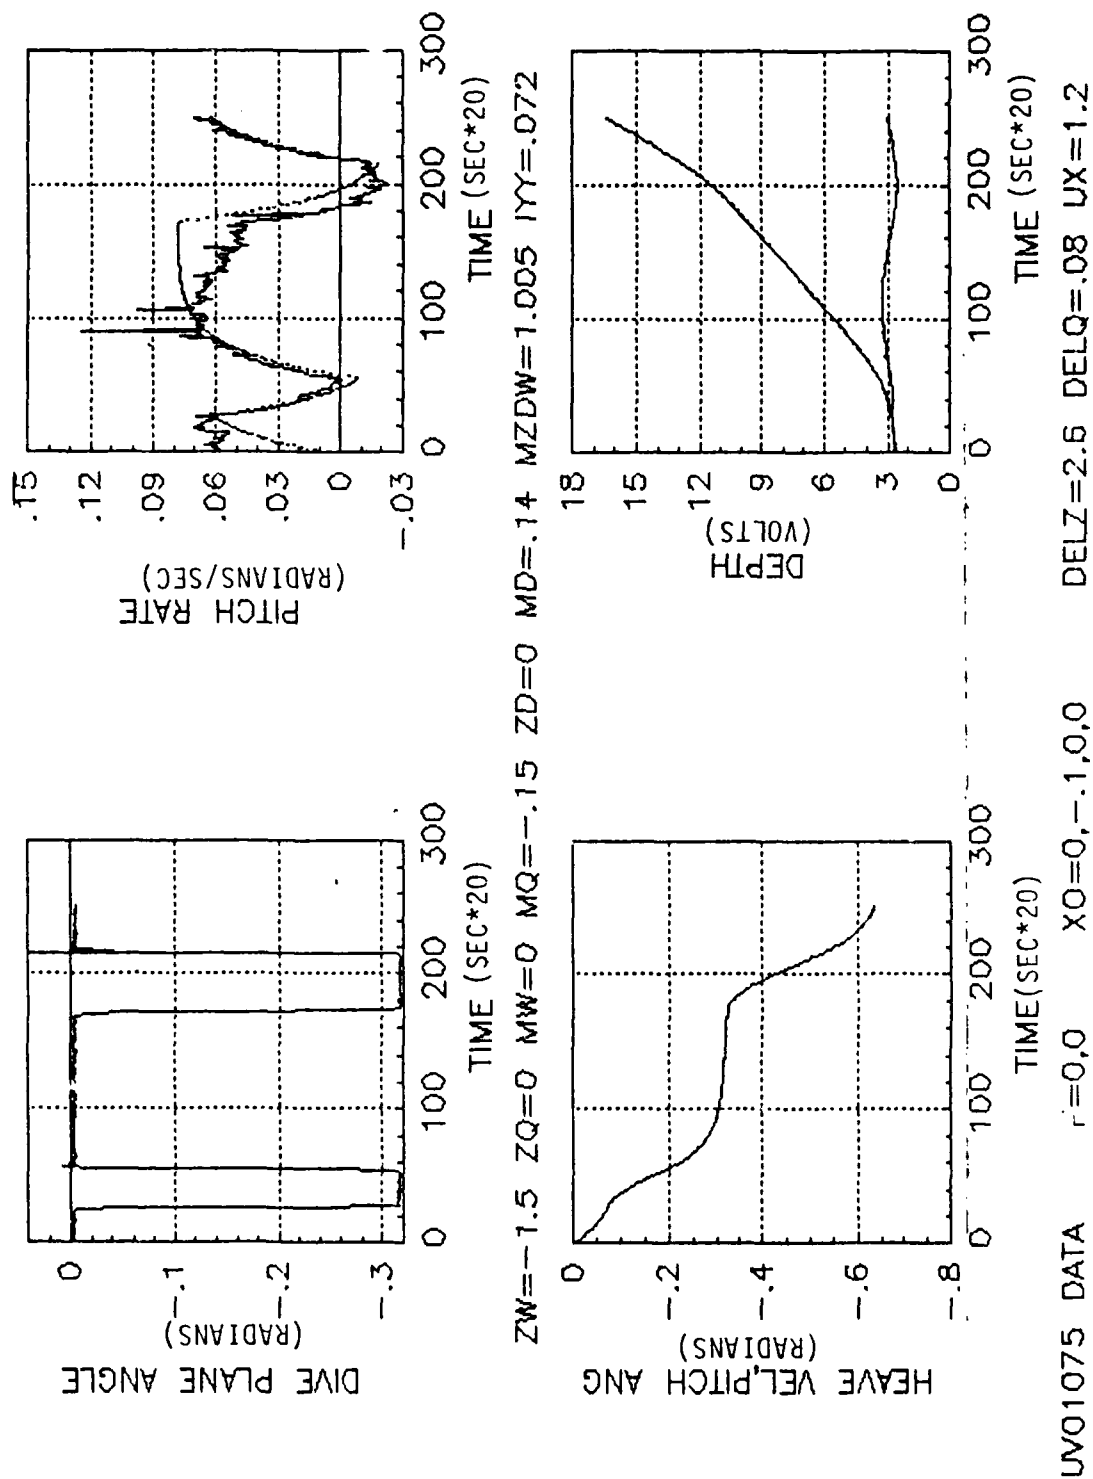 DIVE PLANE ANGLE
(RADIANS)
0
-.1
-.2
-.3
0 100 200 300
TIME (SEC*20)
PITCH RATE
(RADIANS/SEC)
.15
.12
.09
.06
.03
0
-.03
0 100 200 300
TIME (SEC*20)
ZW=-1.5 ZQ=0 MW=0 MQ=-.15 ZD=0 MD=.14 MZDW=1.005 IYY=.072
HEAVE VEL,PITCH ANG
(RADIANS)
0
-.2
-.4
-.6
-.8
0 100 200 300
TIME(SEC*20)
DEPTH
(VOLTS)
18
15
12
9
6
3
0
0 100 200 300
TIME (SEC*20)
UV01075 DATA r=0,0 XO=0,-.1,0,0 DELZ=2.6 DELQ=.08 UX=1.2